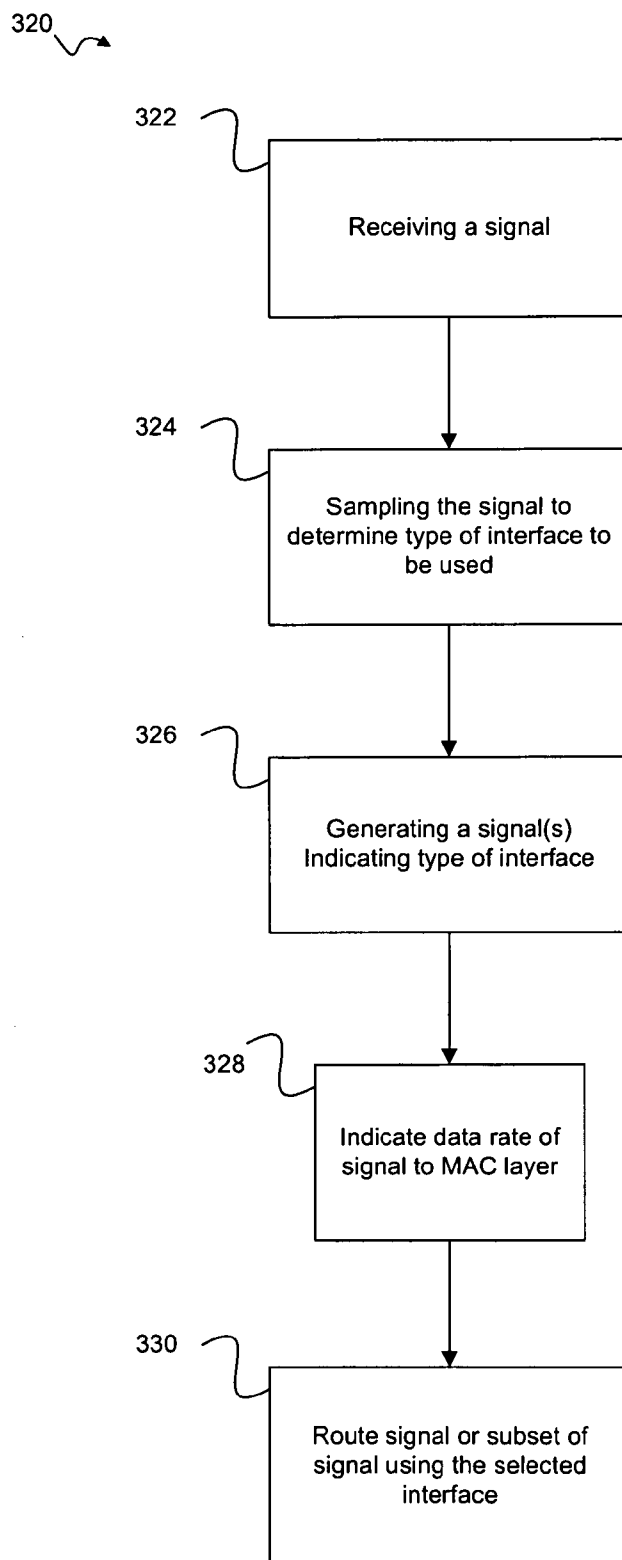 320
322
Receiving a signal
324
Sampling the signal to
determine type of interface to
be used
326
Generating a signal(s)
Indicating type of interface
328
Indicate data rate of
signal to MAC layer
330
Route signal or subset of
signal using the selected
interface